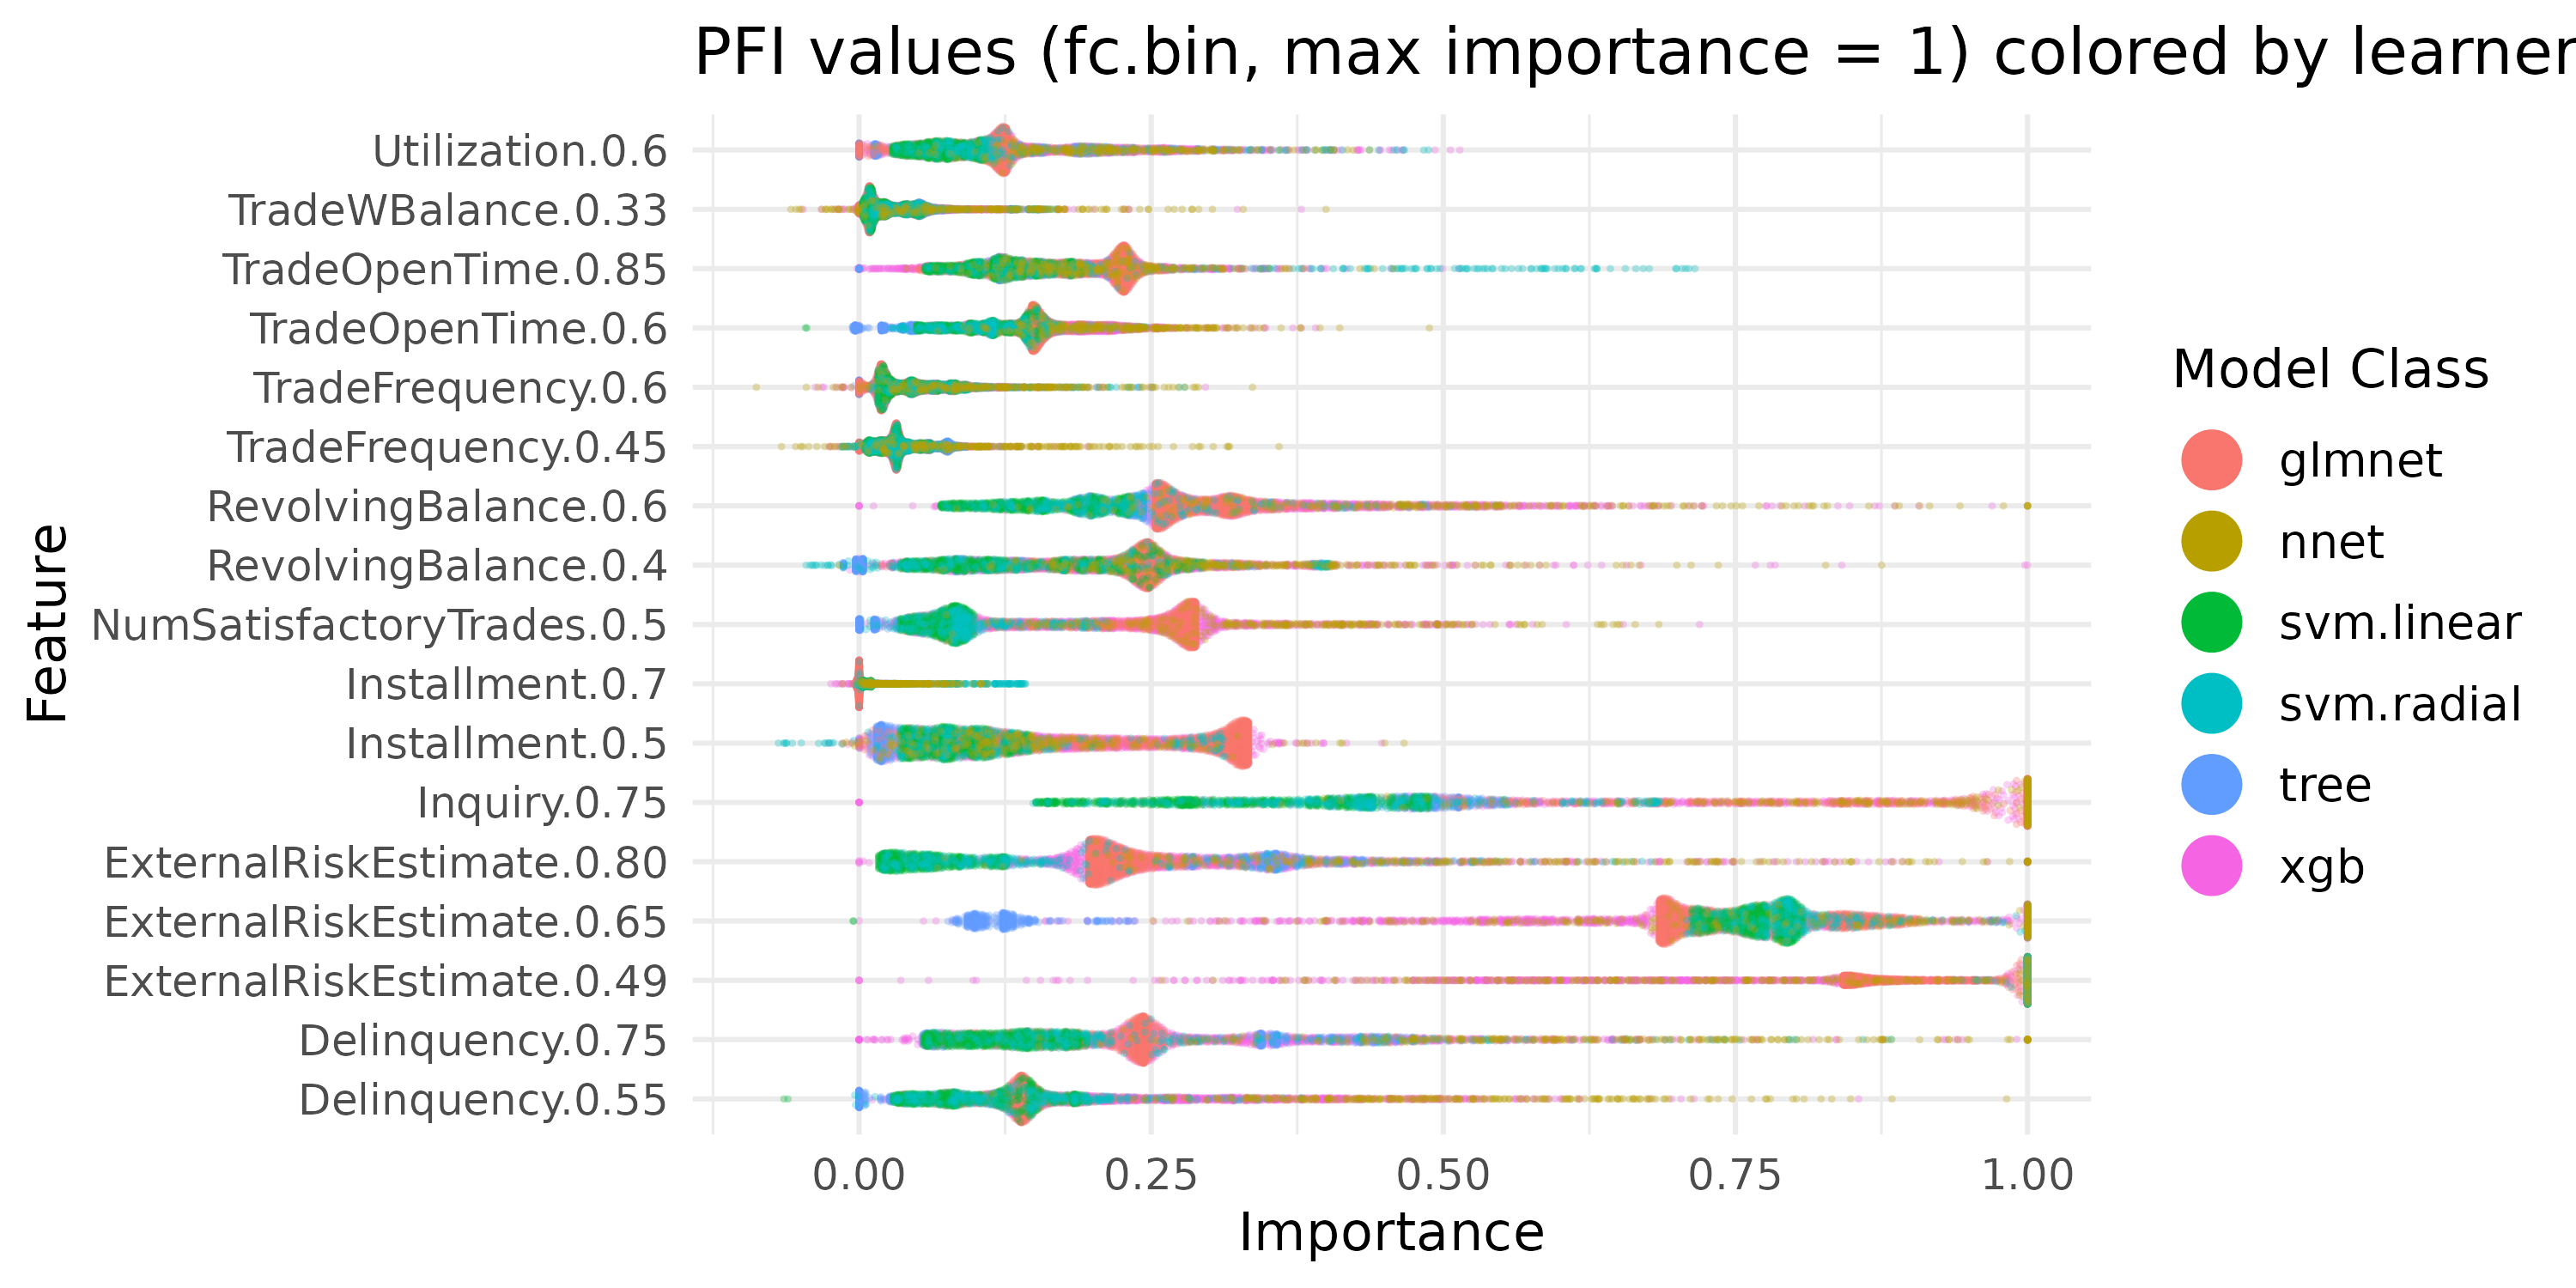 PFI values (fc.bin, max importance = 1) colored by learner
Feature
Utilization.0.6
TradeWBalance.0.33
TradeOpenTime.0.85
TradeOpenTime.0.6
TradeFrequency.0.6
TradeFrequency.0.45
RevolvingBalance.0.6
RevolvingBalance.0.4
NumSatisfactoryTrades.0.5
Installment.0.7
Installment.0.5
Inquiry.0.75
ExternalRiskEstimate.0.80
ExternalRiskEstimate.0.65
ExternalRiskEstimate.0.49
Delinquency.0.75
Delinquency.0.55
0.00 0.25 0.50 0.75 1.00
Importance
Model Class
glmnet
nnet
svm.linear
svm.radial
tree
xgb